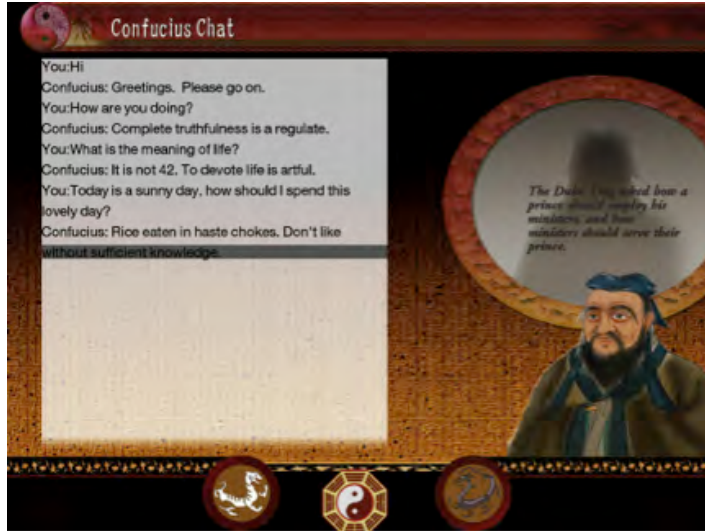 Confucius Chat
You:Hi
Confucius: Greetings. Please go on.
You:How are you doing?
Confucius: Complete truthfulness is a regulate.
You:What is the meaning of life?
Confucius: It is not 42. To devote life is artful.
You:Today is a sunny day, how should I spend this
lovely day?
Confucius: Rice eaten in haste chokes. Don't like
without sufficient knowledge.
The Duke asked how a
prince should employ his
ministers, and how
ministers should serve their
prince.